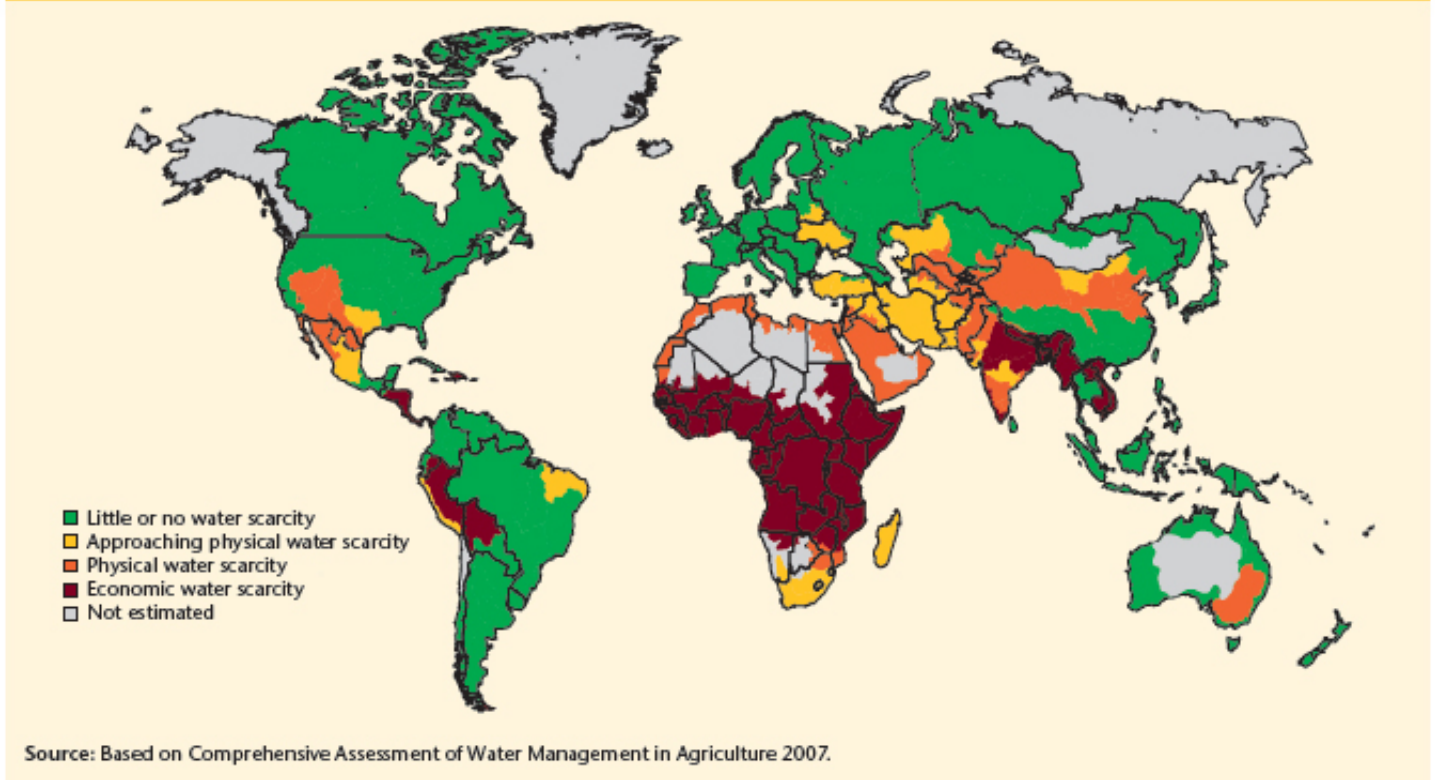 Little or no water scarcity
Approaching physical water scarcity
Physical water scarcity
Economic water scarcity
Not estimated
Source: Based on Comprehensive Assessment of Water Management in Agriculture 2007.